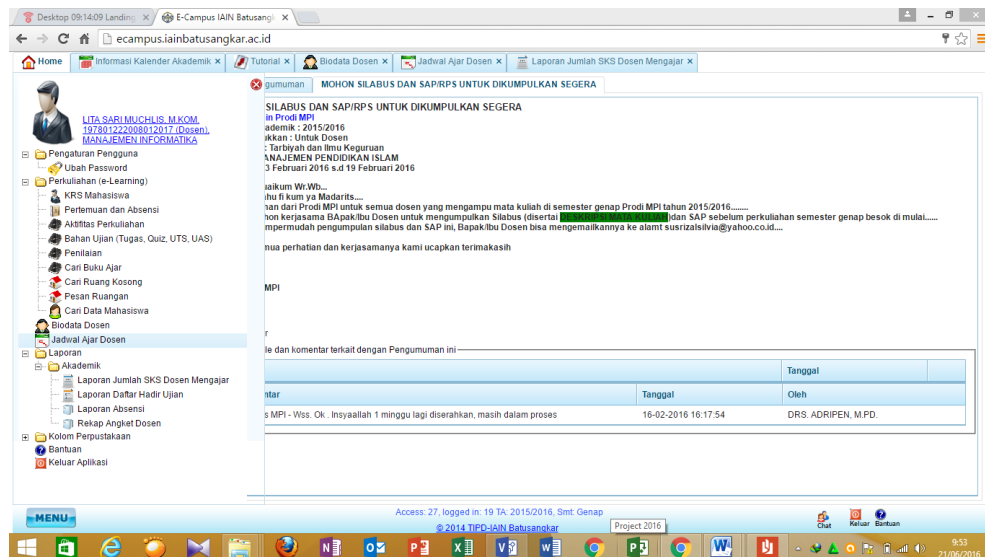 Desktop 09:14:09 Landing
E-Campus IAIN Batusangk
ecampus.iainbatusangkar.ac.id
Home
Informasi Kalender Akademik
Tutorial
Biodata Dosen
Jadwal Ajar Dosen
Laporan Jumlah SKS Dosen Mengajar
gumuman
MOHON SILABUS DAN SAP/RPS UNTUK DIKUMPULKAN SEGERA
LITA SARI MUCHLIS, M.KOM.
197801222008012017 (Dosen),
MANAJEMEN INFORMATIKA
Pengaturan Pengguna
Ubah Password
Perkuliahan (e-Learning)
KRS Mahasiswa
Pertemuan dan Absensi
Aktifitas Perkuliahan
Bahan Ujian (Tugas, Quiz, UTS, UAS)
Penilaian
Cari Buku Ajar
Cari Ruang Kosong
Pesan Ruangan
Cari Data Mahasiswa
Biodata Dosen
Jadwal Ajar Dosen
Laporan
Akademik
Laporan Jumlah SKS Dosen Mengajar
Laporan Daftar Hadir Ujian
Laporan Absensi
Rekap Angket Dosen
Kolom Perpustakaan
Bantuan
Keluar Aplikasi
SILABUS DAN SAP/RPS UNTUK DIKUMPULKAN SEGERA
in Prodi MPI
ademik : 2015/2016
ukkan : Untuk Dosen
: Tarbiyah dan Ilmu Keguruan
ANAJEMEN PENDIDIKAN ISLAM
3 Februari 2016 s.d 19 Februari 2016
uaikum Wr.Wb...
ahu fi kum ya Madarits....
nan dari Prodi MPI untuk semua dosen yang mengampu mata kuliah di semester genap Prodi MPI tahun 2015/2016........
hon kerjasama BApak/Ibu Dosen untuk mengumpulkan Silabus (disertai DESKRIPSI MATA KULIAH)dan SAP sebelum perkuliahan semester genap besok di mulai......
mpermudah pengumpulan silabus dan SAP ini, Bapak/Ibu Dosen bisa mengemailkannya ke alamt susrizalsilvia@yahoo.co.id....
mua perhatian dan kerjasamanya kami ucapkan terimakasih
MPI
r
le dan komentar terkait dengan Pengumuman ini
Tanggal
ntar
Tanggal
Oleh
s MPI - Wss. Ok . Insyaallah 1 minggu lagi diserahkan, masih dalam proses
16-02-2016 16:17:54
DRS. ADRIPEN, M.PD.
MENU
Access: 27, logged in: 19 TA: 2015/2016, Smt: Genap
© 2014 TIPD-IAIN Batusangkar
Project 2016
Chat
Keluar
Bantuan
9:53
21/06/2016